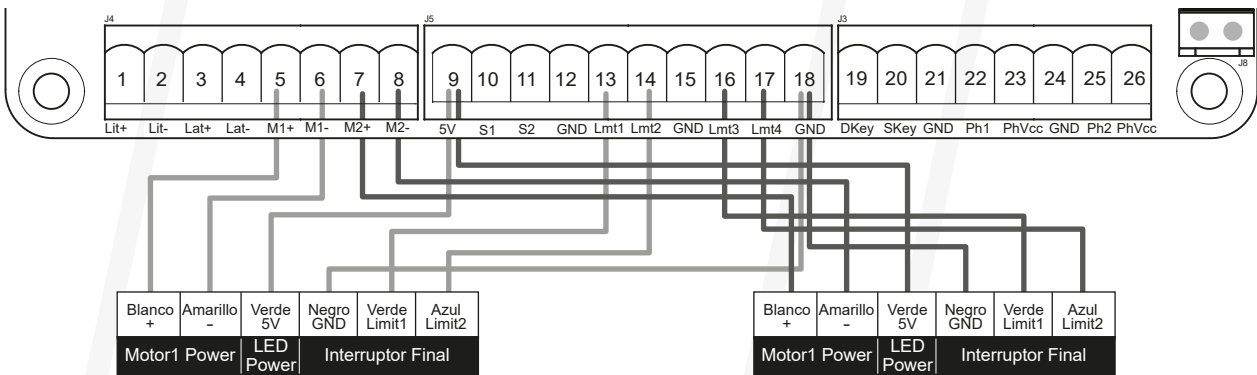 J4 J5 J3 J8
1 2 3 4 5 6 7 8 9 10 11 12 13 14 15 16 17 18 19 20 21 22 23 24 25 26
Lit+ Lit- Lat+ Lat- M1+ M1- M2+ M2- 5V S1 S2 GND Lmt1 Lmt2 GND Lmt3 Lmt4 GND DKey SKey GND Ph1 PhVcc GND Ph2 PhVcc
Blanco Amarillo Verde Negro Verde Azul
+ - 5V GND Limit1 Limit2
Motor1 Power LED Power Interruptor Final
Blanco Amarillo Verde Negro Verde Azul
+ - 5V GND Limit1 Limit2
Motor1 Power LED Power Interruptor Final